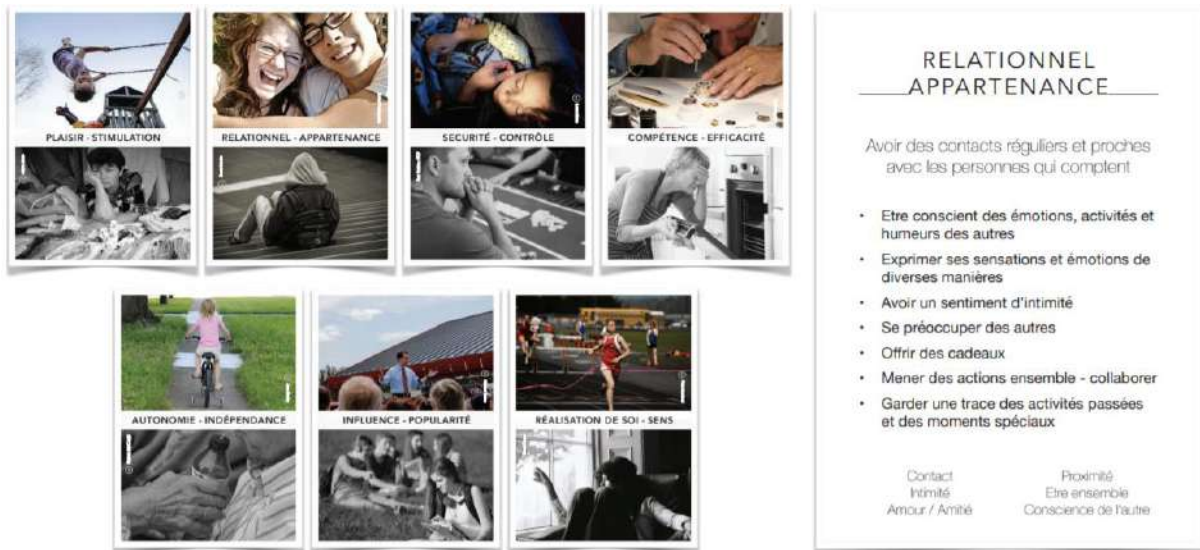 PLAISIR - STIMULATION
RELATIONNEL - APPARTENANCE
SECURITÉ - CONTRÔLE
COMPÉTENCE - EFFICACITÉ
AUTONOMIE - INDÉPENDANCE
INFLUENCE - POPULARITÉ
RÉALISATION DE SOI - SENS
RELATIONNEL
APPARTENANCE
Avoir des contacts réguliers et proches
avec les personnes qui comptent
• Etre conscient des émotions, activités et
humeurs des autres
• Exprimer ses sensations et émotions de
diverses manières
• Avoir un sentiment d'intimité
• Se préoccuper des autres
• Offrir des cadeaux
• Mener des actions ensemble - collaborer
• Garder une trace des activités passées
et des moments spéciaux
Contact
Intimité
Amour / Amitié
Proximité
Etre ensemble
Conscience de l'autre